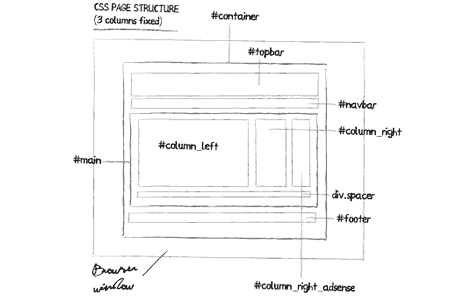 CSS PAGE STRUCTURE
(3 columns fixed)
#container
#topbar
#navbar
#column_right
#column_left
#main
div.spacer
#footer
#column_right_adsense
Browser
window